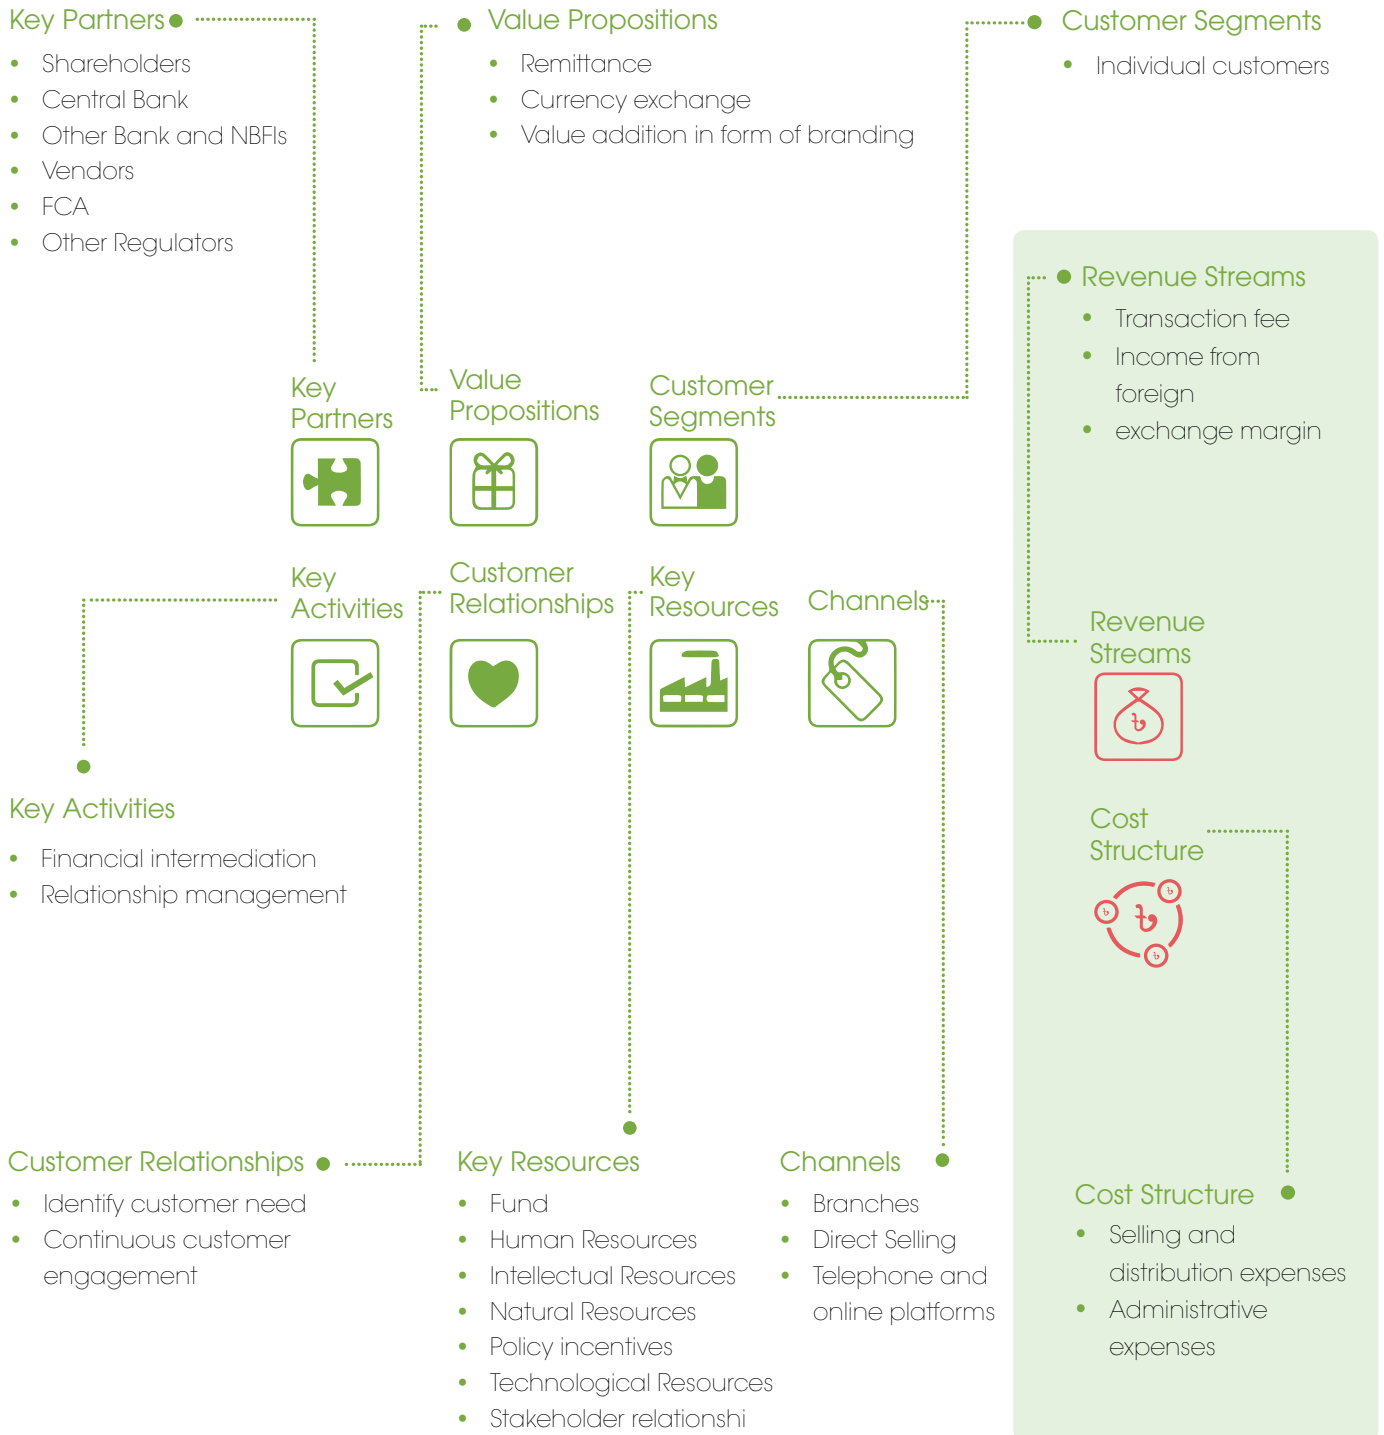 Key Partners
• Shareholders
• Central Bank
• Other Bank and NBFIs
• Vendors
• FCA
• Other Regulators
Value Propositions
• Remittance
• Currency exchange
• Value addition in form of branding
Customer Segments
• Individual customers
Revenue Streams
• Transaction fee
• Income from
foreign
• exchange margin
Key
Partners
Value
Propositions
Customer
Segments
Key
Activities
Customer
Relationships
Key
Resources
Channels
Revenue
Streams
৳
Cost
Structure
৳
৳
৳
৳
Key Activities
• Financial intermediation
• Relationship management
Customer Relationships
• Identify customer need
• Continuous customer
engagement
Key Resources
• Fund
• Human Resources
• Intellectual Resources
• Natural Resources
• Policy incentives
• Technological Resources
• Stakeholder relationshi
Channels
• Branches
• Direct Selling
• Telephone and
online platforms
Cost Structure
• Selling and
distribution expenses
• Administrative
expenses